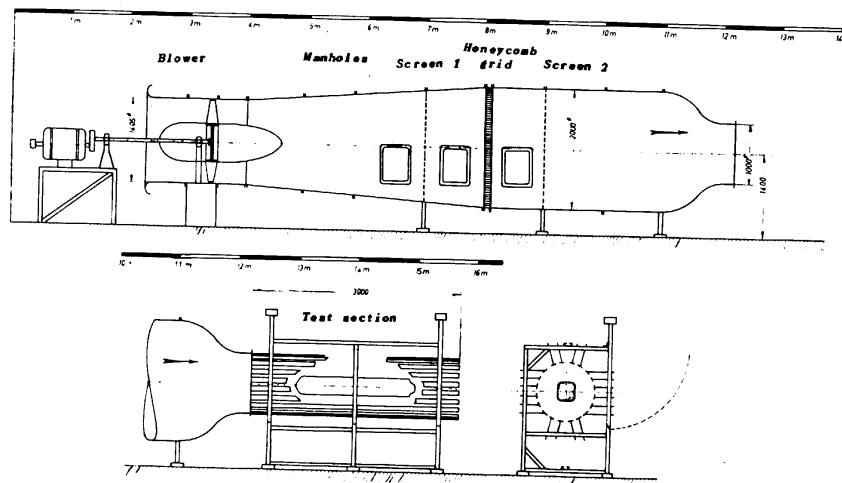 1m 2m 3m 4m 5m 6m 7m 8m 9m 10m 11m 12m 13m 14
Blower Manholes Honeycomb
Screen 1 grid Screen 2
2000⌀
1000⌀
1400
10 11m 12m 13m 14m 15m 16m
3000
Test section